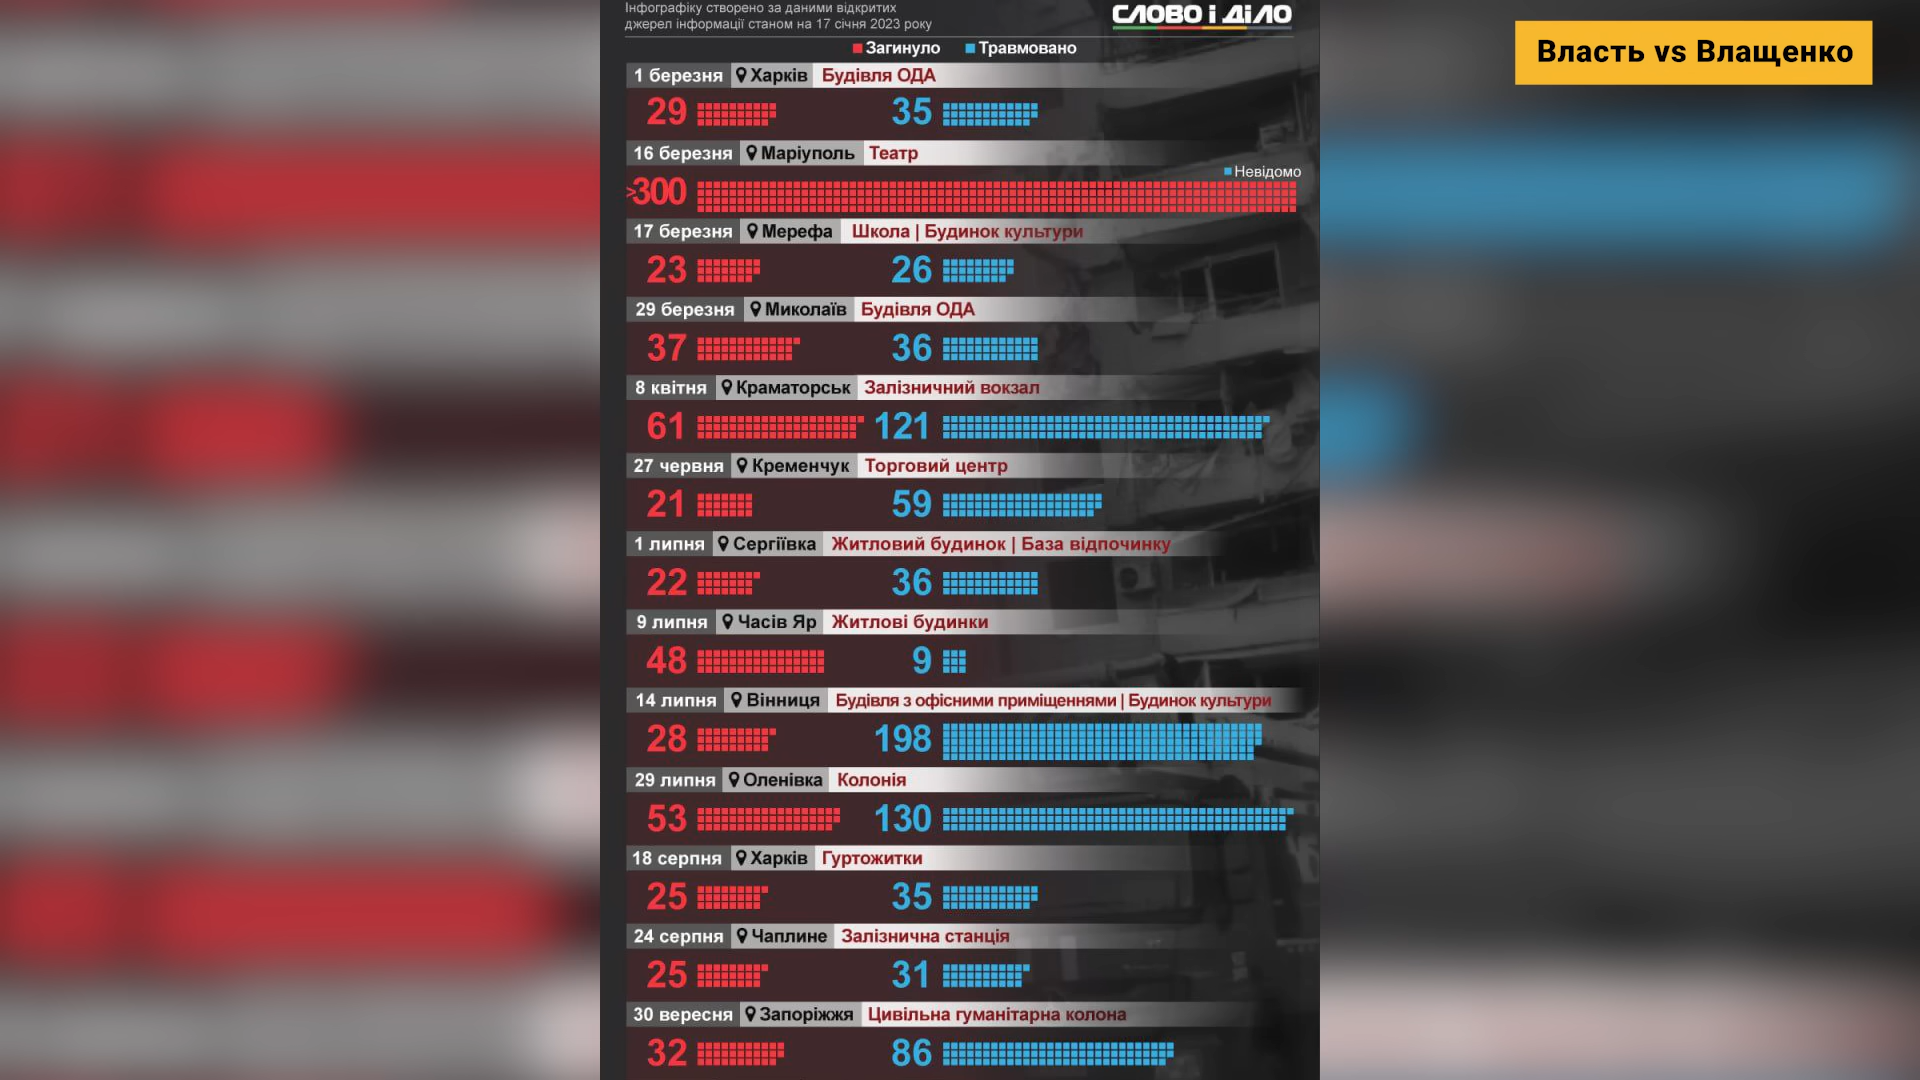 Інфографіку створено за даними відкритих
джерел інформації станом на 17 січня 2023 року
СЛОВО і ДіЛО
Власть vs Влащенко
Загинуло Травмовано
1 березня Харків Будівля ОДА
29 35
16 березня Маріуполь Театр
Невідомо
>300
17 березня Мерефа Школа | Будинок культури
23 26
29 березня Миколаїв Будівля ОДА
37 36
8 квітня Краматорськ Залізничний вокзал
61 121
27 червня Кременчук Торговий центр
21 59
1 липня Сергіївка Житловий будинок | База відпочинку
22 36
9 липня Часів Яр Житлові будинки
48 9
14 липня Вінниця Будівля з офісними приміщеннями | Будинок культури
28 198
29 липня Оленівка Колонія
53 130
18 серпня Харків Гуртожитки
25 35
24 серпня Чаплине Залізнична станція
25 31
30 вересня Запоріжжя Цивільна гуманітарна колона
32 86